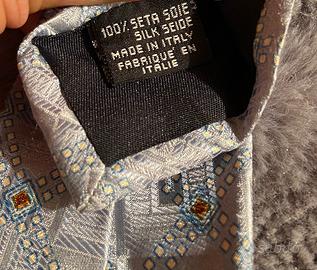 100% SETA SOIE
SILK SEIDE
MADE IN ITALY
FABRIQUÉ EN
ITALIE